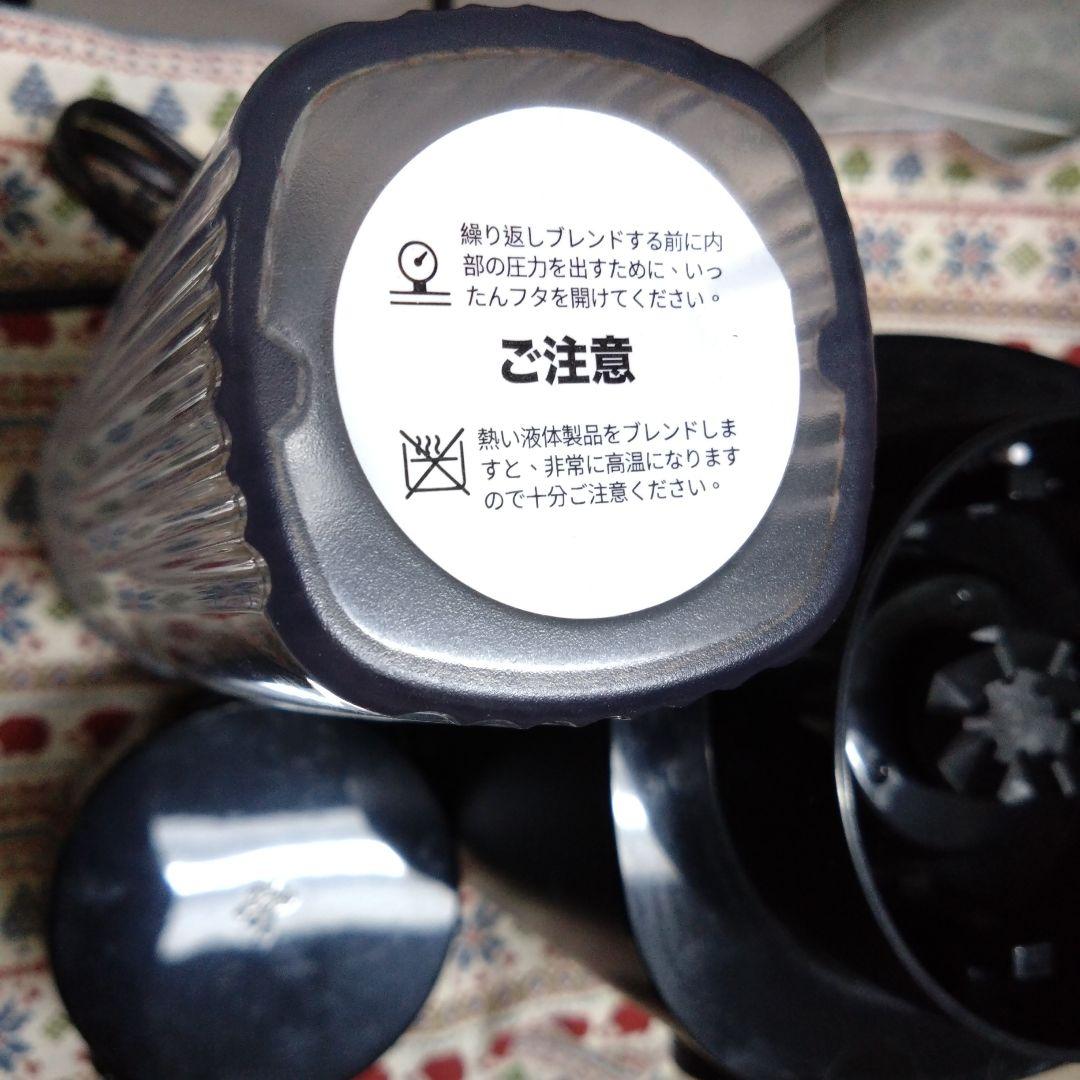 繰り返しブレンドする前に内
部の圧力を出すために、いっ
たんフタを開けてください。
ご注意
熱い液体製品をブレンドしま
すと、非常に高温になります
ので十分ご注意ください。